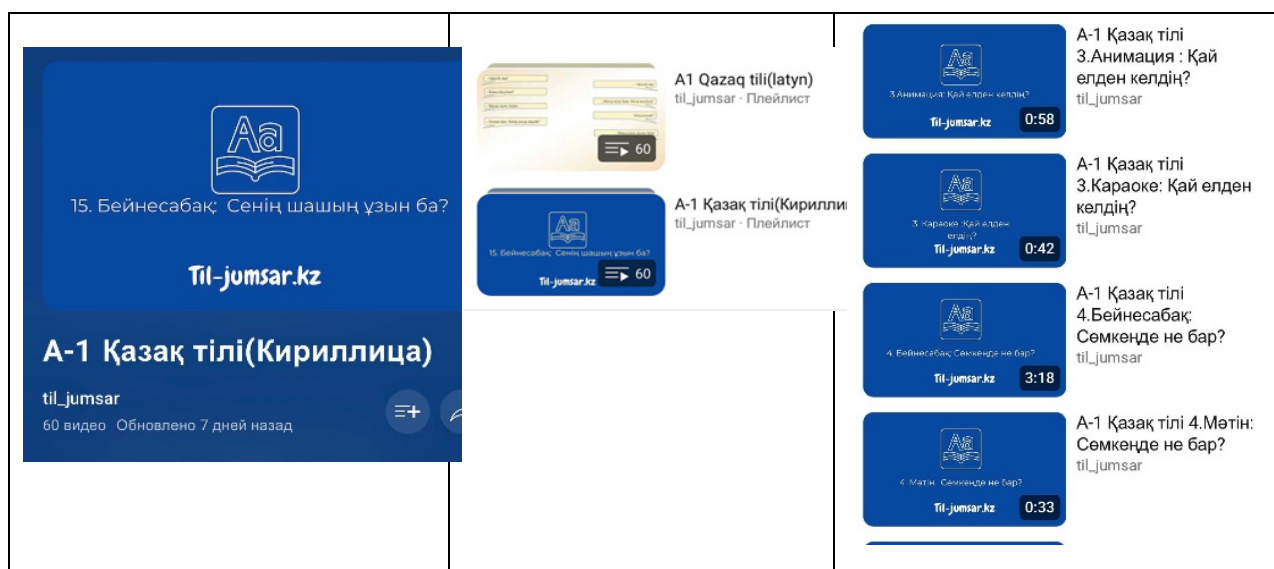 Aa
15. Бейнесабақ: Сенің шашың ұзын ба?
Til-jumsar.kz
А-1 Қазақ тілі(Кириллица)
til_jumsar
60 видео Обновлено 7 дней назад
A1 Qazaq tili(latyn)
til_jumsar · Плейлист
60
А-1 Қазақ тілі(Кирилли
til_jumsar · Плейлист
Aa
15. Бейнесабақ: Сенің шашың ұзын ба?
Til-jumsar.kz
60
Aa
3.Анимация: Қай елден келдің?
Til-jumsar.kz
0:58
А-1 Қазақ тілі
3.Анимация : Қай
елден келдің?
til_jumsar
Aa
3. Караоке :Қай елден
келдің?
Til-jumsar.kz
0:42
А-1 Қазақ тілі
3.Караоке: Қай елден
келдің?
til_jumsar
Aa
4. Бейнесабақ: Сөмкеңде не бар?
Til-jumsar.kz
3:18
А-1 Қазақ тілі
4.Бейнесабақ:
Сөмкеңде не бар?
til_jumsar
Aa
4. Мәтін: Сөмкеңде не бар?
Til-jumsar.kz
0:33
А-1 Қазақ тілі 4.Мәтін:
Сөмкеңде не бар?
til_jumsar